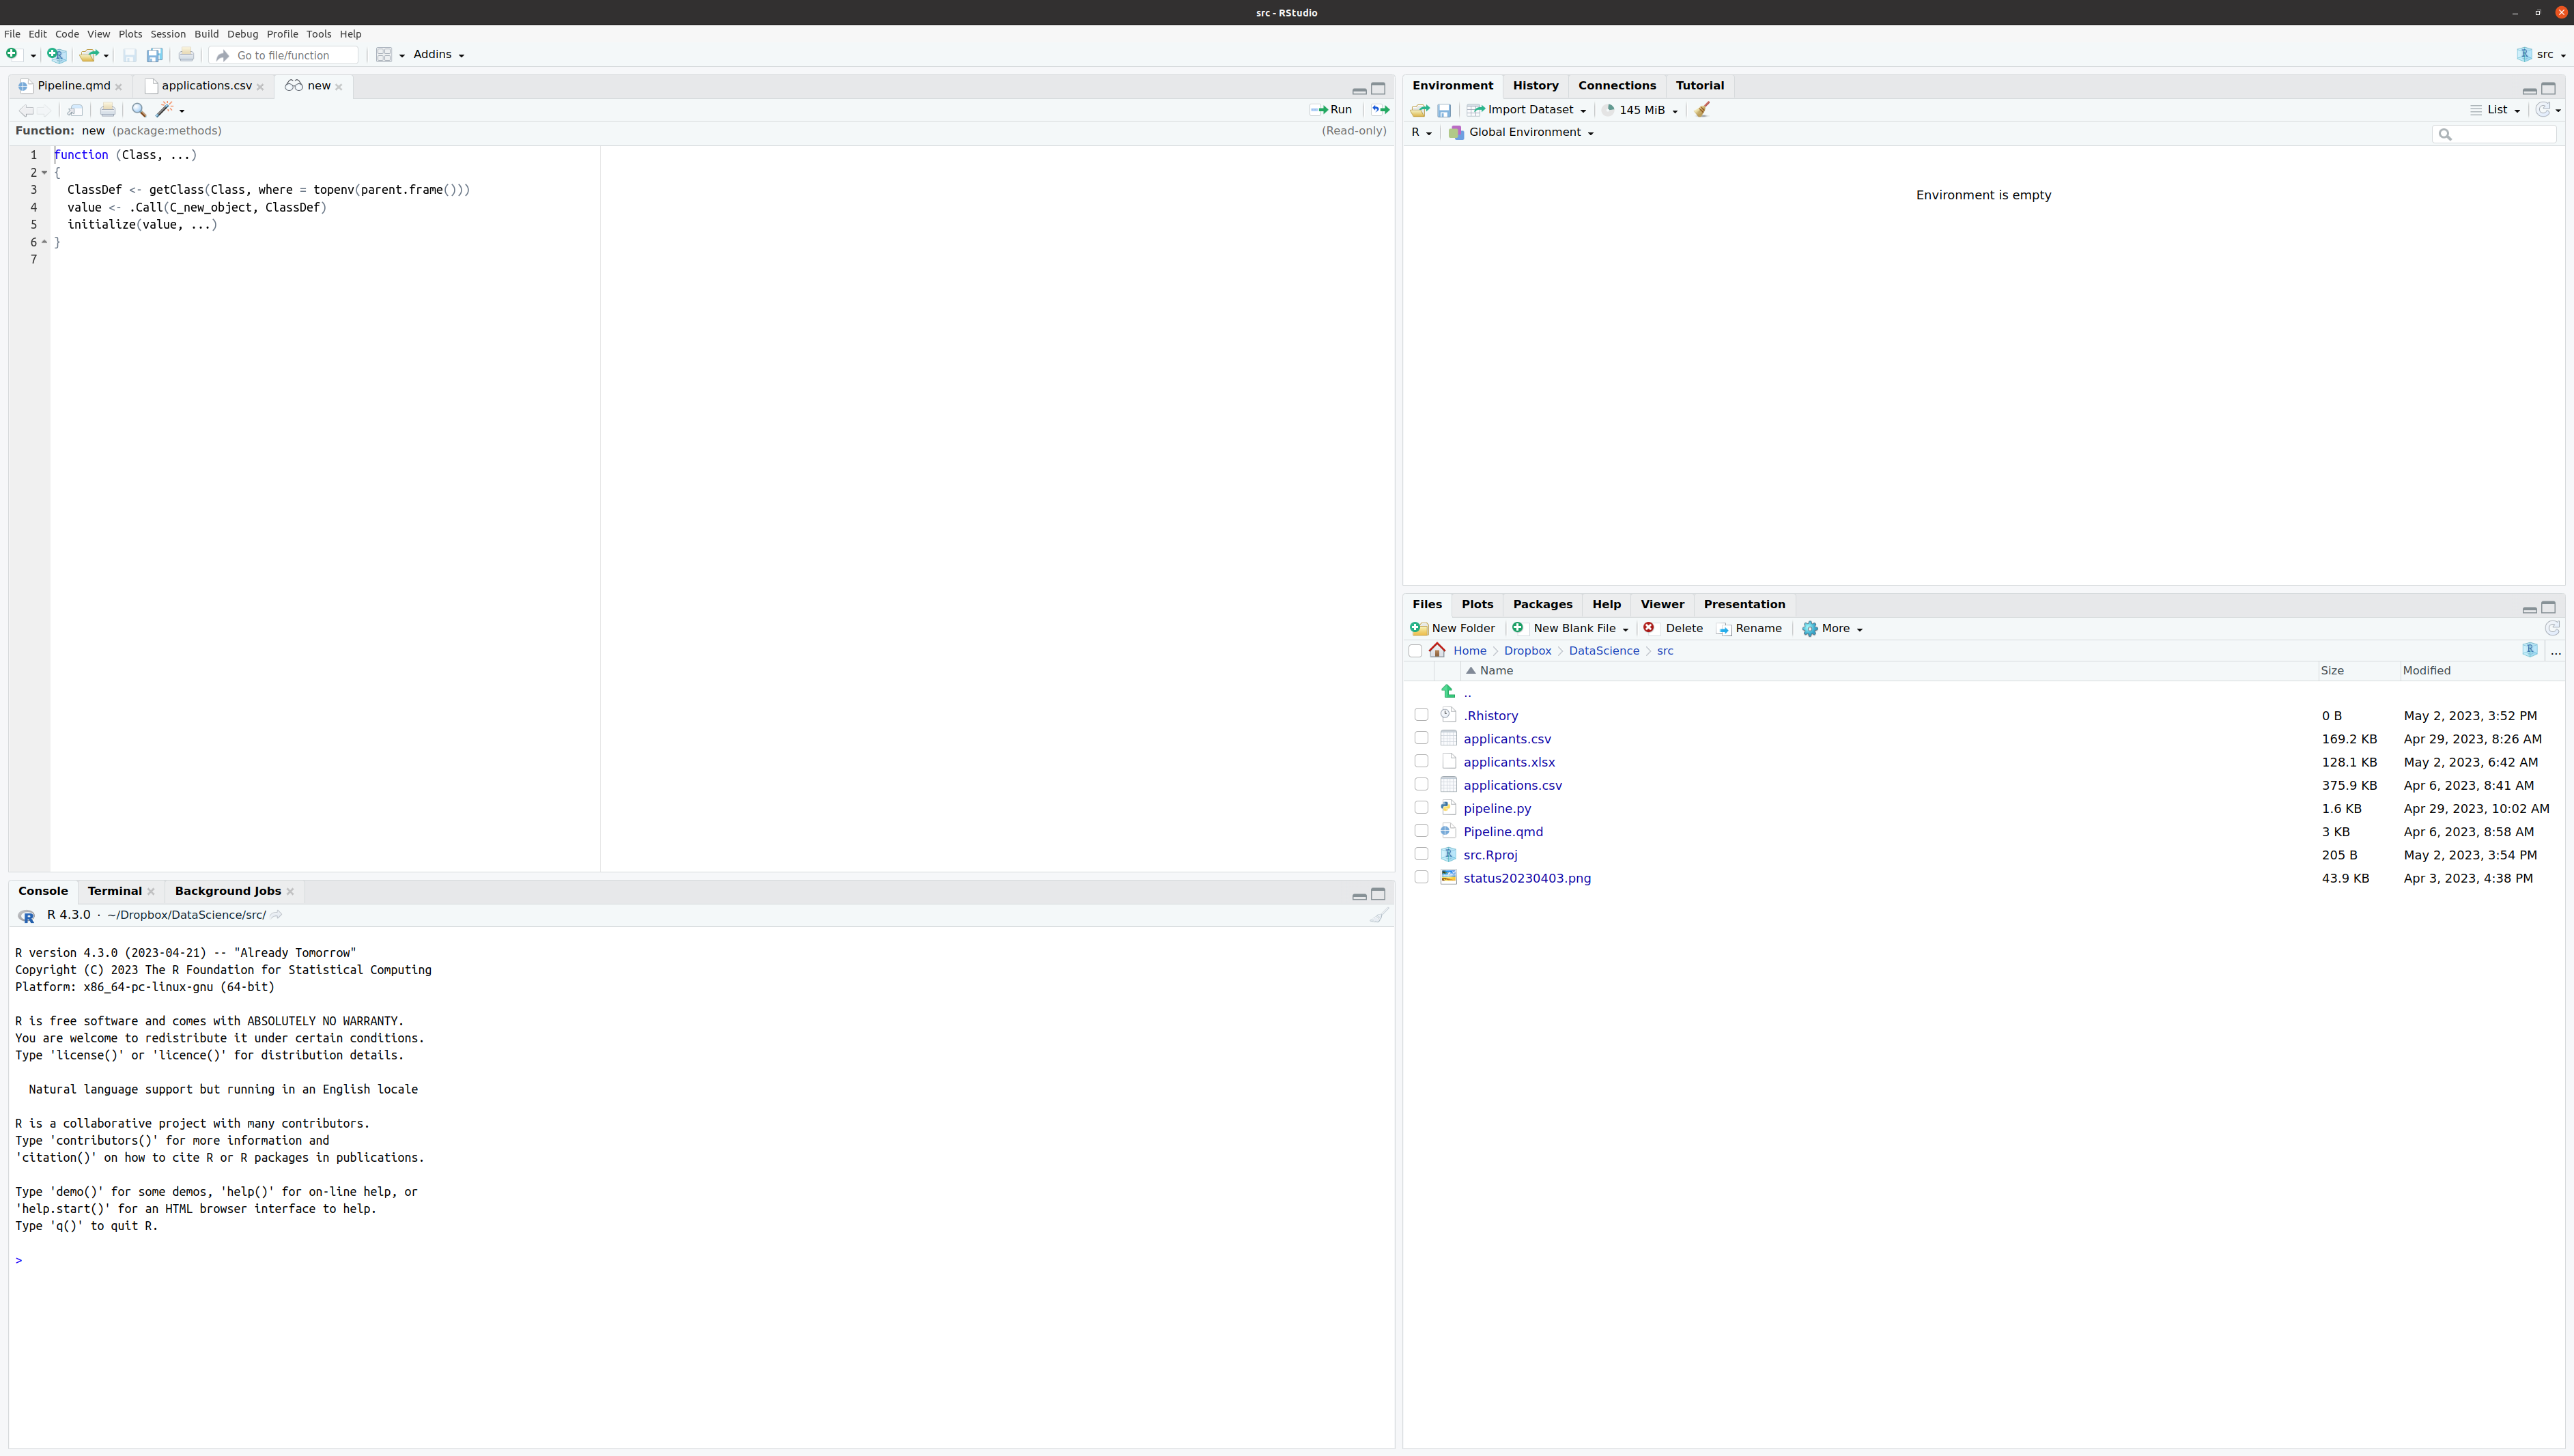 src - RStudio
File Edit Code View Plots Session Build Debug Profile Tools Help
Go to file/function Addins src
Pipeline.qmd applications.csv new
Run
Function: new (package:methods) (Read-only)
1 function (Class, ...)
2 {
3 ClassDef <- getClass(Class, where = topenv(parent.frame()))
4 value <- .Call(C_new_object, ClassDef)
5 initialize(value, ...)
6 }
7
Console Terminal Background Jobs
R 4.3.0 · ~/Dropbox/DataScience/src/
R version 4.3.0 (2023-04-21) -- "Already Tomorrow"
Copyright (C) 2023 The R Foundation for Statistical Computing
Platform: x86_64-pc-linux-gnu (64-bit)
R is free software and comes with ABSOLUTELY NO WARRANTY.
You are welcome to redistribute it under certain conditions.
Type 'license()' or 'licence()' for distribution details.
Natural language support but running in an English locale
R is a collaborative project with many contributors.
Type 'contributors()' for more information and
'citation()' on how to cite R or R packages in publications.
Type 'demo()' for some demos, 'help()' for on-line help, or
'help.start()' for an HTML browser interface to help.
Type 'q()' to quit R.
>
Environment History Connections Tutorial
Import Dataset 145 MiB List
R Global Environment
Environment is empty
Files Plots Packages Help Viewer Presentation
New Folder New Blank File Delete Rename More
Home Dropbox DataScience src ...
Name Size Modified
..
.Rhistory 0 B May 2, 2023, 3:52 PM
applicants.csv 169.2 KB Apr 29, 2023, 8:26 AM
applicants.xlsx 128.1 KB May 2, 2023, 6:42 AM
applications.csv 375.9 KB Apr 6, 2023, 8:41 AM
pipeline.py 1.6 KB Apr 29, 2023, 10:02 AM
Pipeline.qmd 3 KB Apr 6, 2023, 8:58 AM
src.Rproj 205 B May 2, 2023, 3:54 PM
status20230403.png 43.9 KB Apr 3, 2023, 4:38 PM